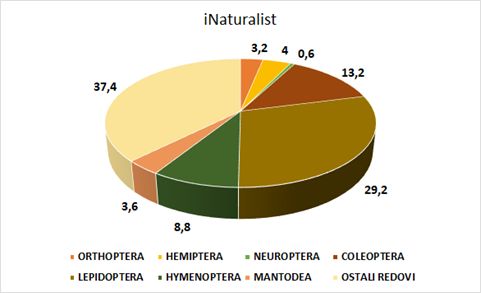 iNaturalist
3,2
4
0,6
13,2
29,2
8,8
3,6
37,4
ORTHOPTERA HEMIPTERA NEUROPTERA COLEOPTERA
LEPIDOPTERA HYMENOPTERA MANTODEA OSTALI REDOVI